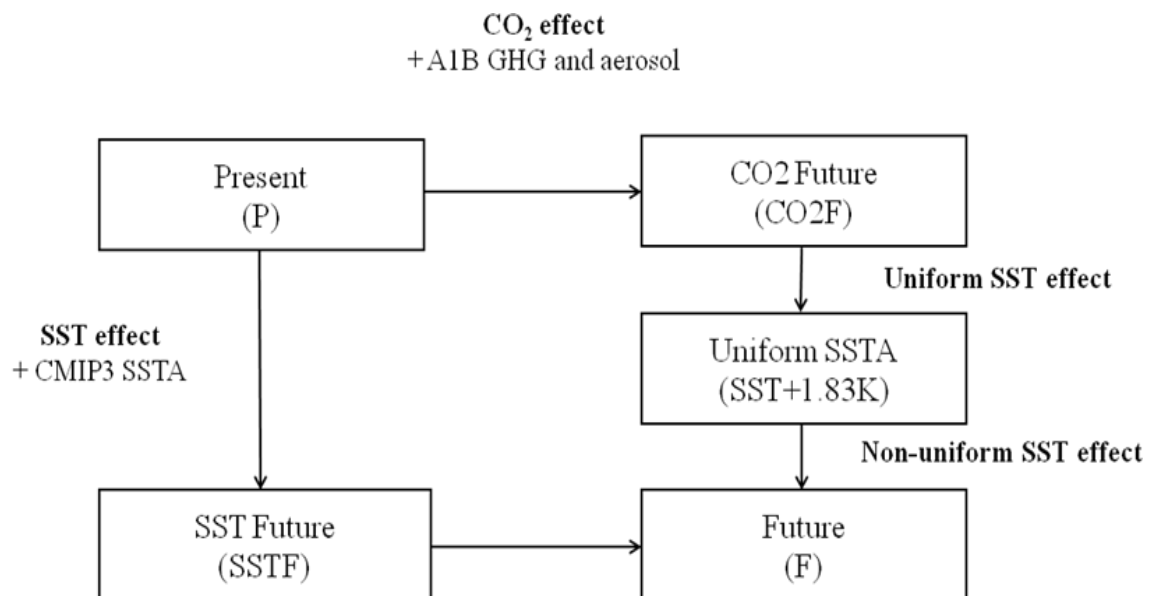 CO₂ effect
+ A1B GHG and aerosol
Present
(P)
CO2 Future
(CO2F)
Uniform SST effect
SST effect
+ CMIP3 SSTA
Uniform SSTA
(SST+1.83K)
Non-uniform SST effect
SST Future
(SSTF)
Future
(F)